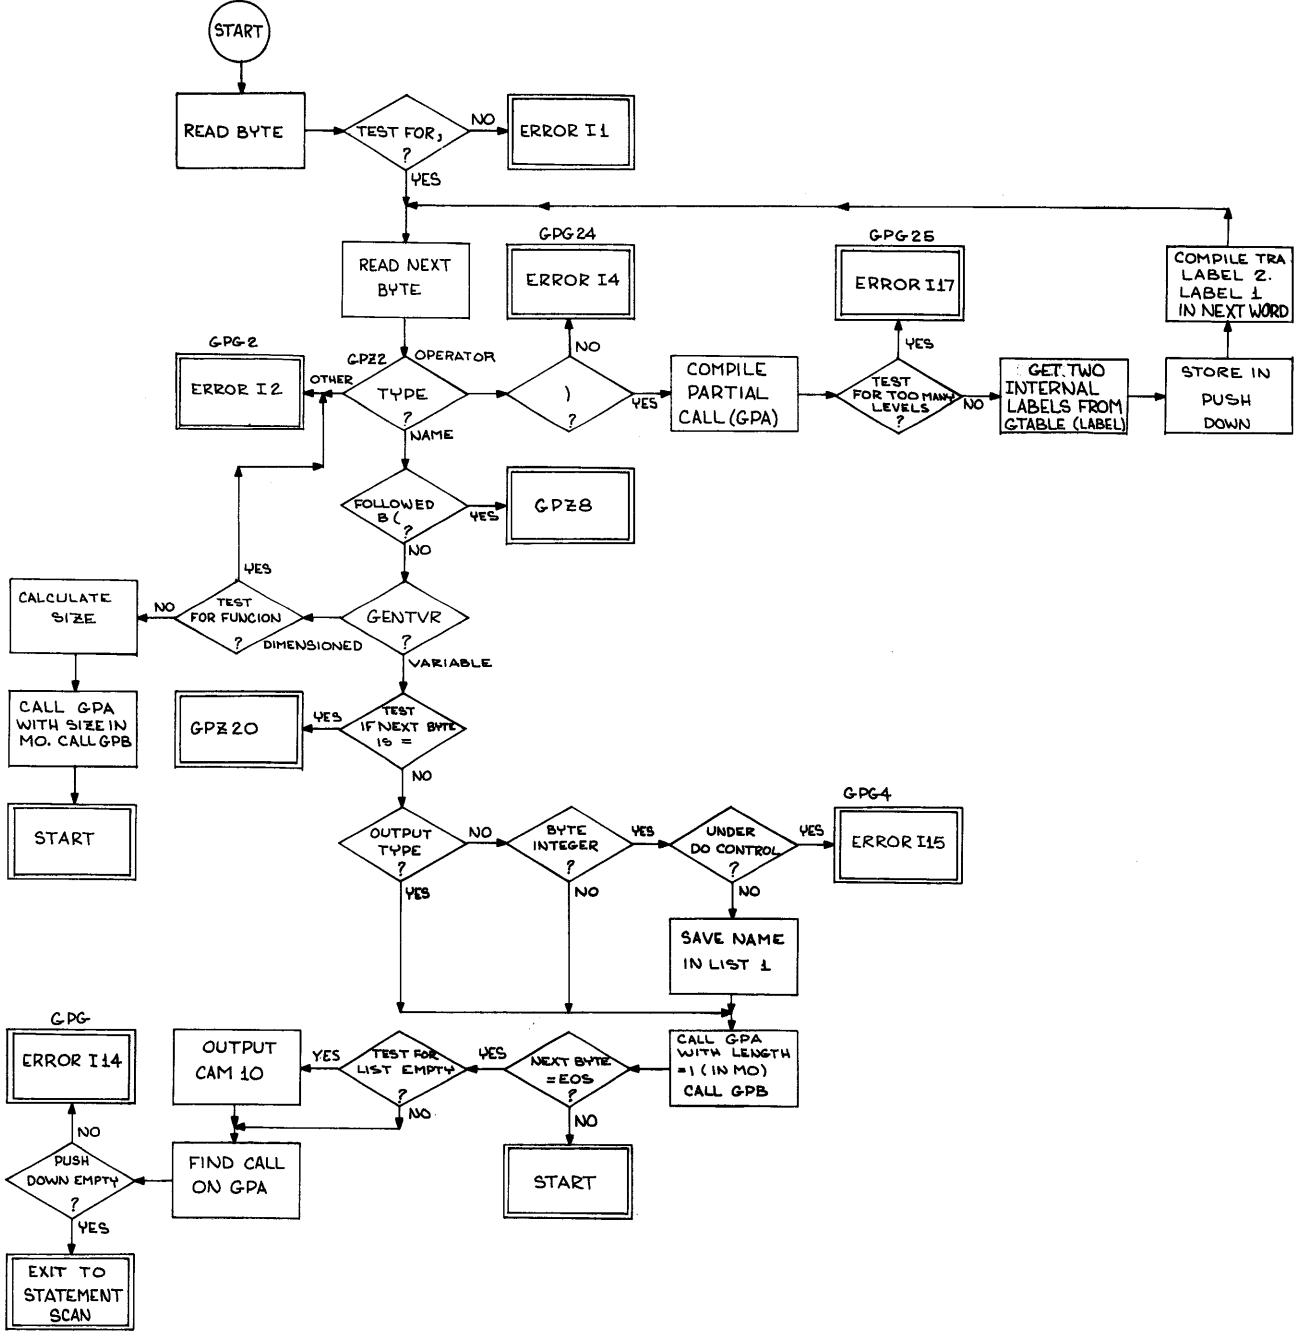 START
READ BYTE
TEST FOR,
?
NO
ERROR I1
YES
READ NEXT
BYTE
GPG24
ERROR I4
GPG25
ERROR I17
COMPILE TRA
LABEL 2.
LABEL 1
IN NEXT WORD
GPG2
ERROR I2
OTHER
GPZ2
OPERATOR
TYPE
?
NAME
NO
)
?
YES
COMPILE
PARTIAL
CALL (GPA)
YES
TEST
FOR TOO MANY
LEVELS
?
NO
GET TWO
INTERNAL
LABELS FROM
GTABLE (LABEL)
STORE IN
PUSH
DOWN
FOLLOWED
B (
?
YES
GPZ8
NO
CALCULATE
SIZE
NO
YES
TEST
FOR FUNCION
?
DIMENSIONED
GENTVR
?
VARIABLE
CALL GPA
WITH SIZE IN
MO. CALL GPB
GPZ20
YES
TEST
IF NEXT BYTE
IS =
NO
START
OUTPUT
TYPE
?
NO
YES
BYTE
INTEGER
?
YES
NO
UNDER
DO CONTROL
?
YES
NO
GPG4
ERROR I15
SAVE NAME
IN LIST 1
GPG
ERROR I14
OUTPUT
CAM 10
YES
TEST FOR
LIST EMPTY
?
NO
YES
NEXT BYTE
= EOS
?
NO
CALL GPA
WITH LENGTH
=1 (IN MO)
CALL GPB
NO
PUSH
DOWN EMPTY
?
YES
FIND CALL
ON GPA
START
EXIT TO
STATEMENT
SCAN